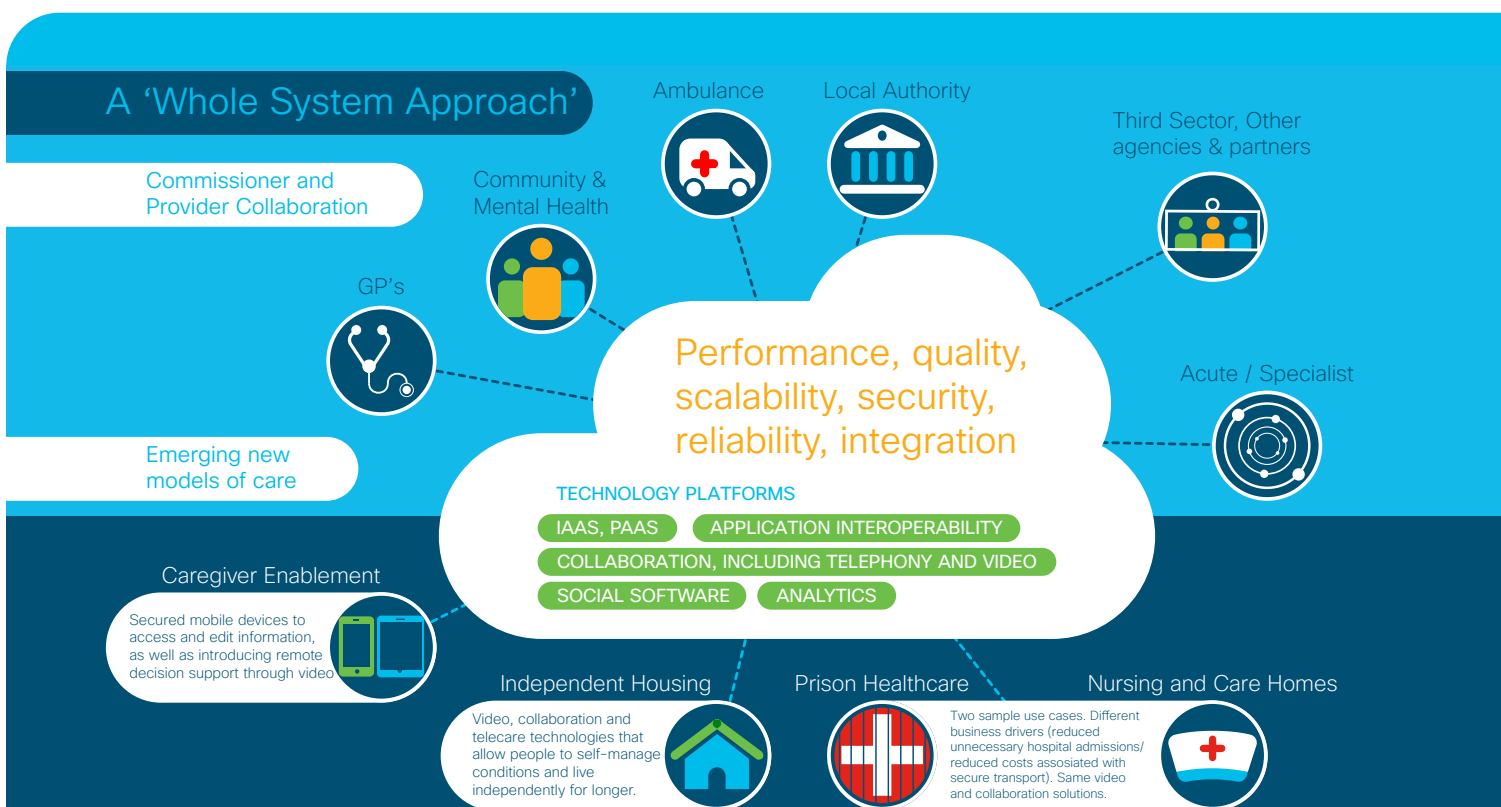 A ‘Whole System Approach’
Commissioner and
Provider Collaboration
Ambulance
Local Authority
Third Sector, Other
agencies & partners
Community &
Mental Health
GP's
Acute / Specialist
Performance, quality,
scalability, security,
reliability, integration
Emerging new
models of care
TECHNOLOGY PLATFORMS
IAAS, PAAS
APPLICATION INTEROPERABILITY
COLLABORATION, INCLUDING TELEPHONY AND VIDEO
SOCIAL SOFTWARE
ANALYTICS
Caregiver Enablement
Secured mobile devices to
access and edit information,
as well as introducing remote
decision support through video
Independent Housing
Video, collaboration and
telecare technologies that
allow people to self-manage
conditions and live
independently for longer.
Prison Healthcare
Nursing and Care Homes
Two sample use cases. Different
business drivers (reduced
unnecessary hospital admissions/
reduced costs assosiated with
secure transport). Same video
and collaboration solutions.